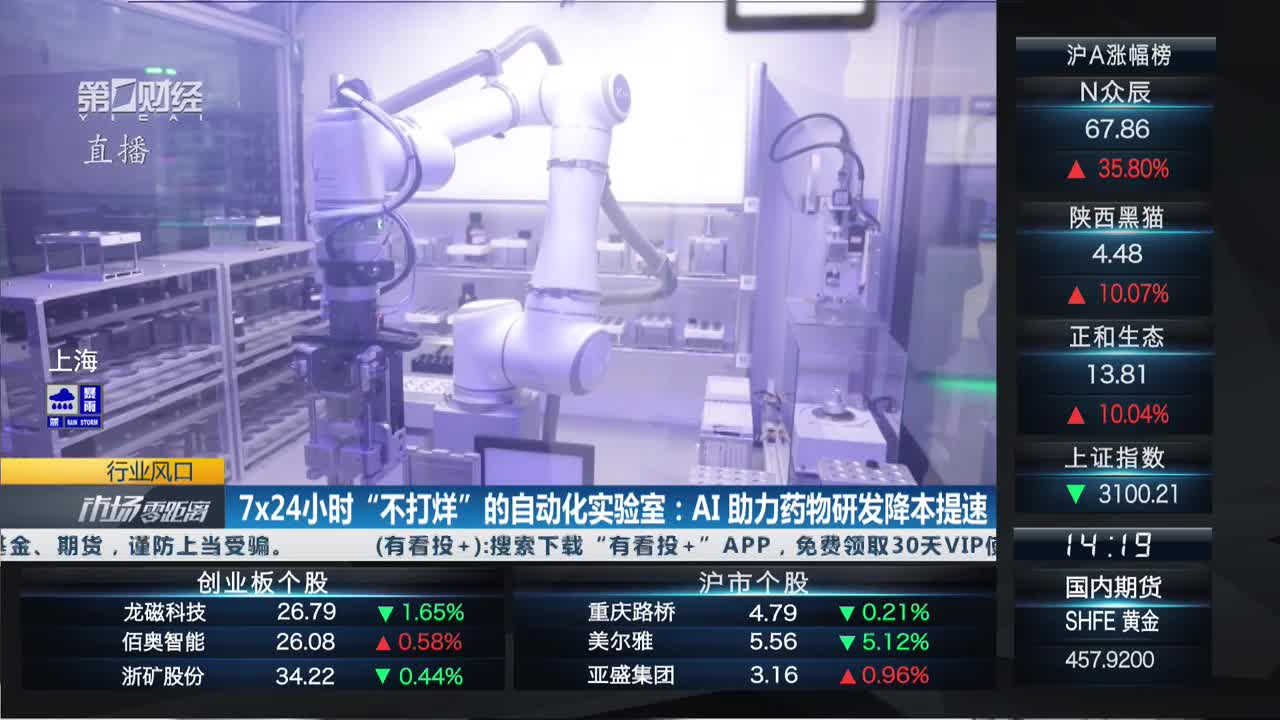 第一财经
YICAI
直播
上海
暴雨
蓝 RAIN STORM
行业风口
市场零距离
7x24小时“不打烊”的自动化实验室：AI 助力药物研发降本提速
基金、期货，谨防上当受骗。 (有看投+):搜索下载“有看投+”APP，免费领取30天VIP使
创业板个股
龙磁科技 26.79 ▼ 1.65%
佰奥智能 26.08 ▲ 0.58%
浙矿股份 34.22 ▼ 0.44%
沪市个股
重庆路桥 4.79 ▼ 0.21%
美尔雅 5.56 ▼ 5.12%
亚盛集团 3.16 ▲ 0.96%
沪A涨幅榜
N众辰
67.86
▲ 35.80%
陕西黑猫
4.48
▲ 10.07%
正和生态
13.81
▲ 10.04%
上证指数
▼ 3100.21
14:19
国内期货
SHFE 黄金
457.9200